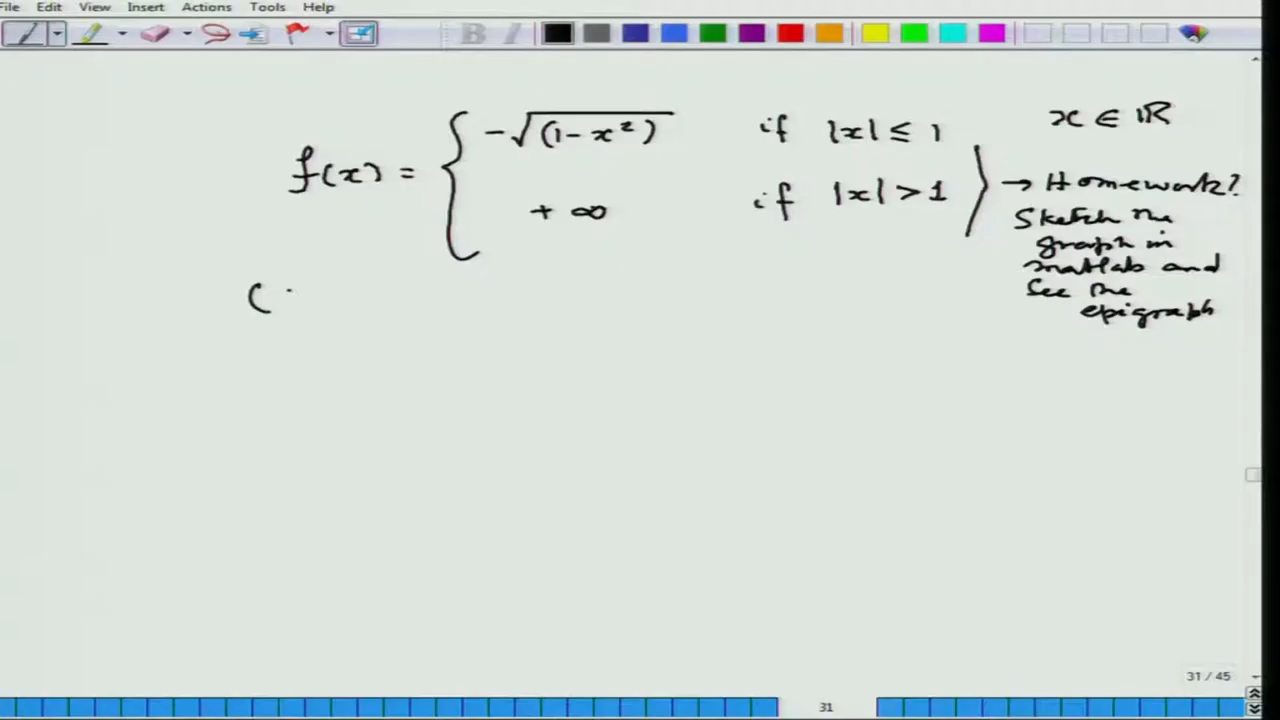 File Edit View Insert Actions Tools Help
B I
f(x) = { -√(1-x²) if |x| ≤ 1 x ∈ ℝ
+ ∞ if |x| > 1 } → Homework?
Sketch the
graph in
matlab and
See the
epigraph
( ·
31 / 45
31